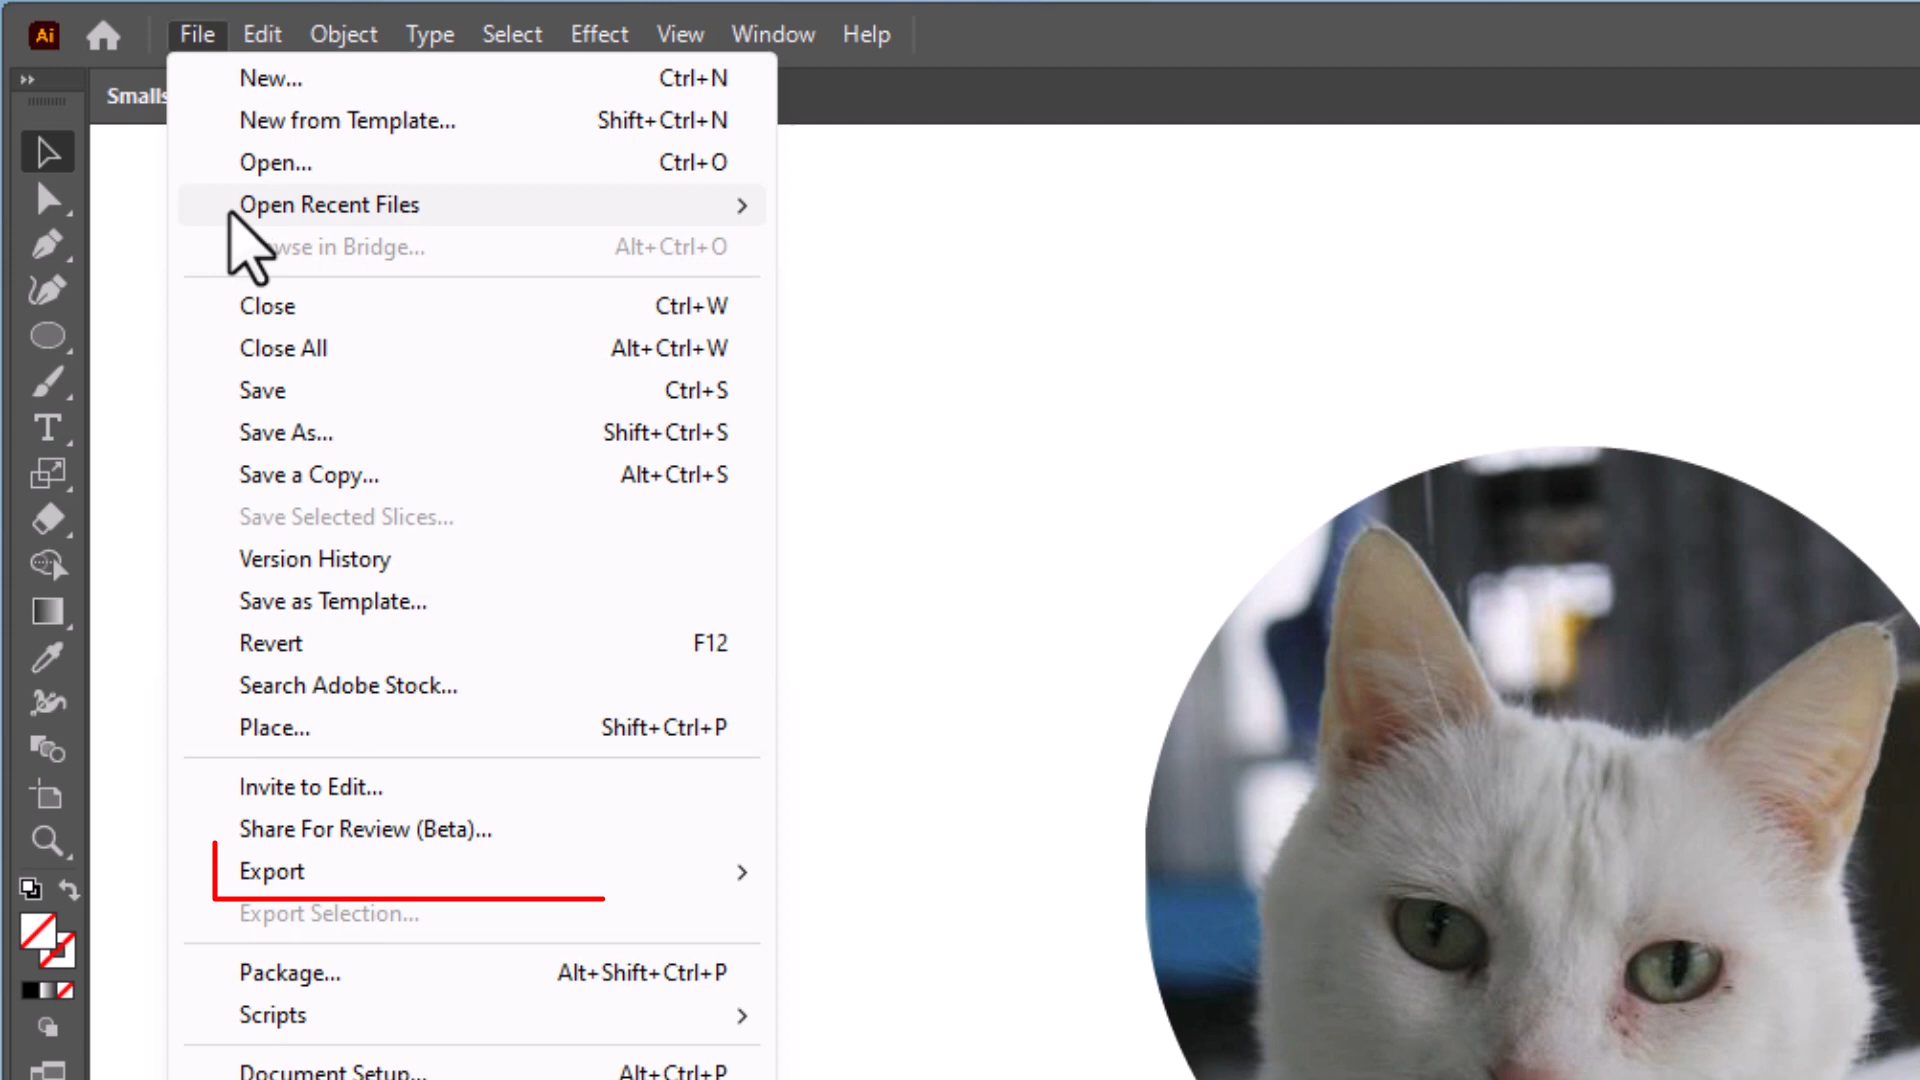 Ai File Edit Object Type Select Effect View Window Help
Smalls
New... Ctrl+N
New from Template... Shift+Ctrl+N
Open... Ctrl+O
Open Recent Files
wse in Bridge... Alt+Ctrl+O
Close Ctrl+W
Close All Alt+Ctrl+W
Save Ctrl+S
Save As... Shift+Ctrl+S
Save a Copy... Alt+Ctrl+S
Save Selected Slices...
Version History
Save as Template...
Revert F12
Search Adobe Stock...
Place... Shift+Ctrl+P
Invite to Edit...
Share For Review (Beta)...
Export
Export Selection...
Package... Alt+Shift+Ctrl+P
Scripts
Document Setup... Alt+Ctrl+P